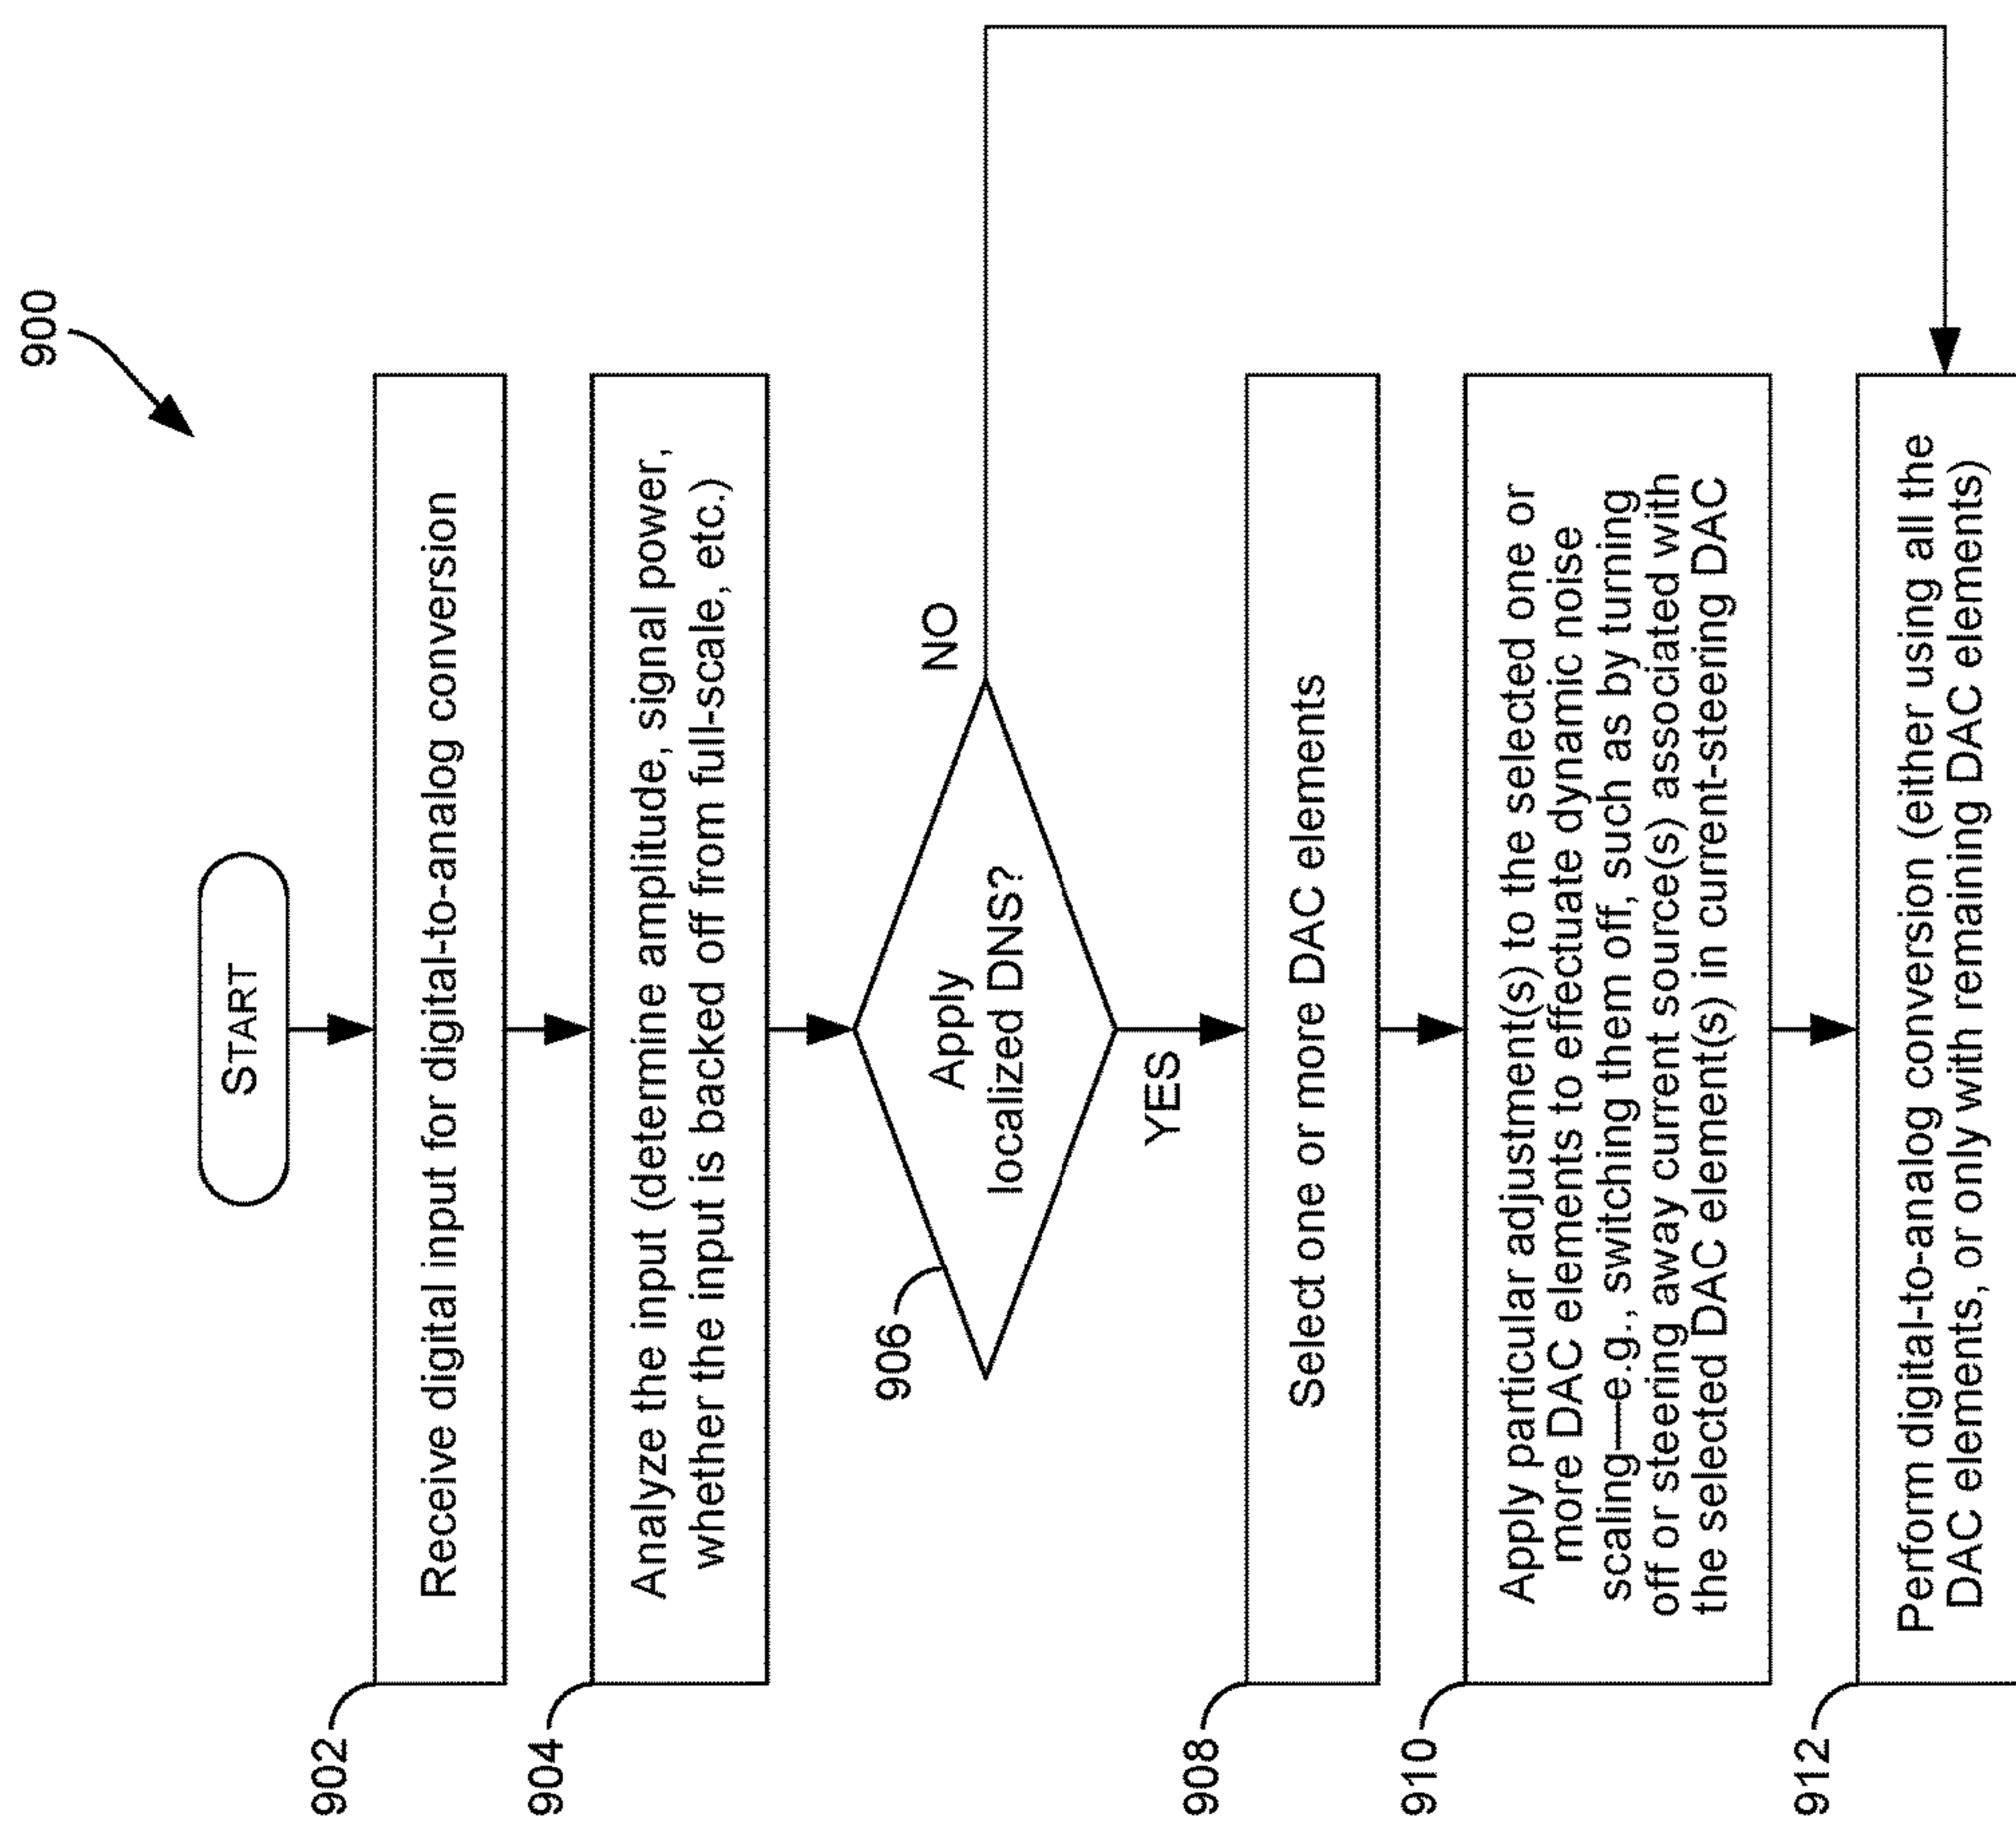 900
START
902
Receive digital input for digital-to-analog conversion
904
Analyze the input (determine amplitude, signal power,
whether the input is backed off from full-scale, etc.)
906
Apply
localized DNS?
NO
YES
908
Select one or more DAC elements
910
Apply particular adjustment(s) to the selected one or
more DAC elements to effectuate dynamic noise
scaling—e.g., switching them off, such as by turning
off or steering away current source(s) associated with
the selected DAC element(s) in current-steering DAC
912
Perform digital-to-analog conversion (either using all the
DAC elements, or only with remaining DAC elements)